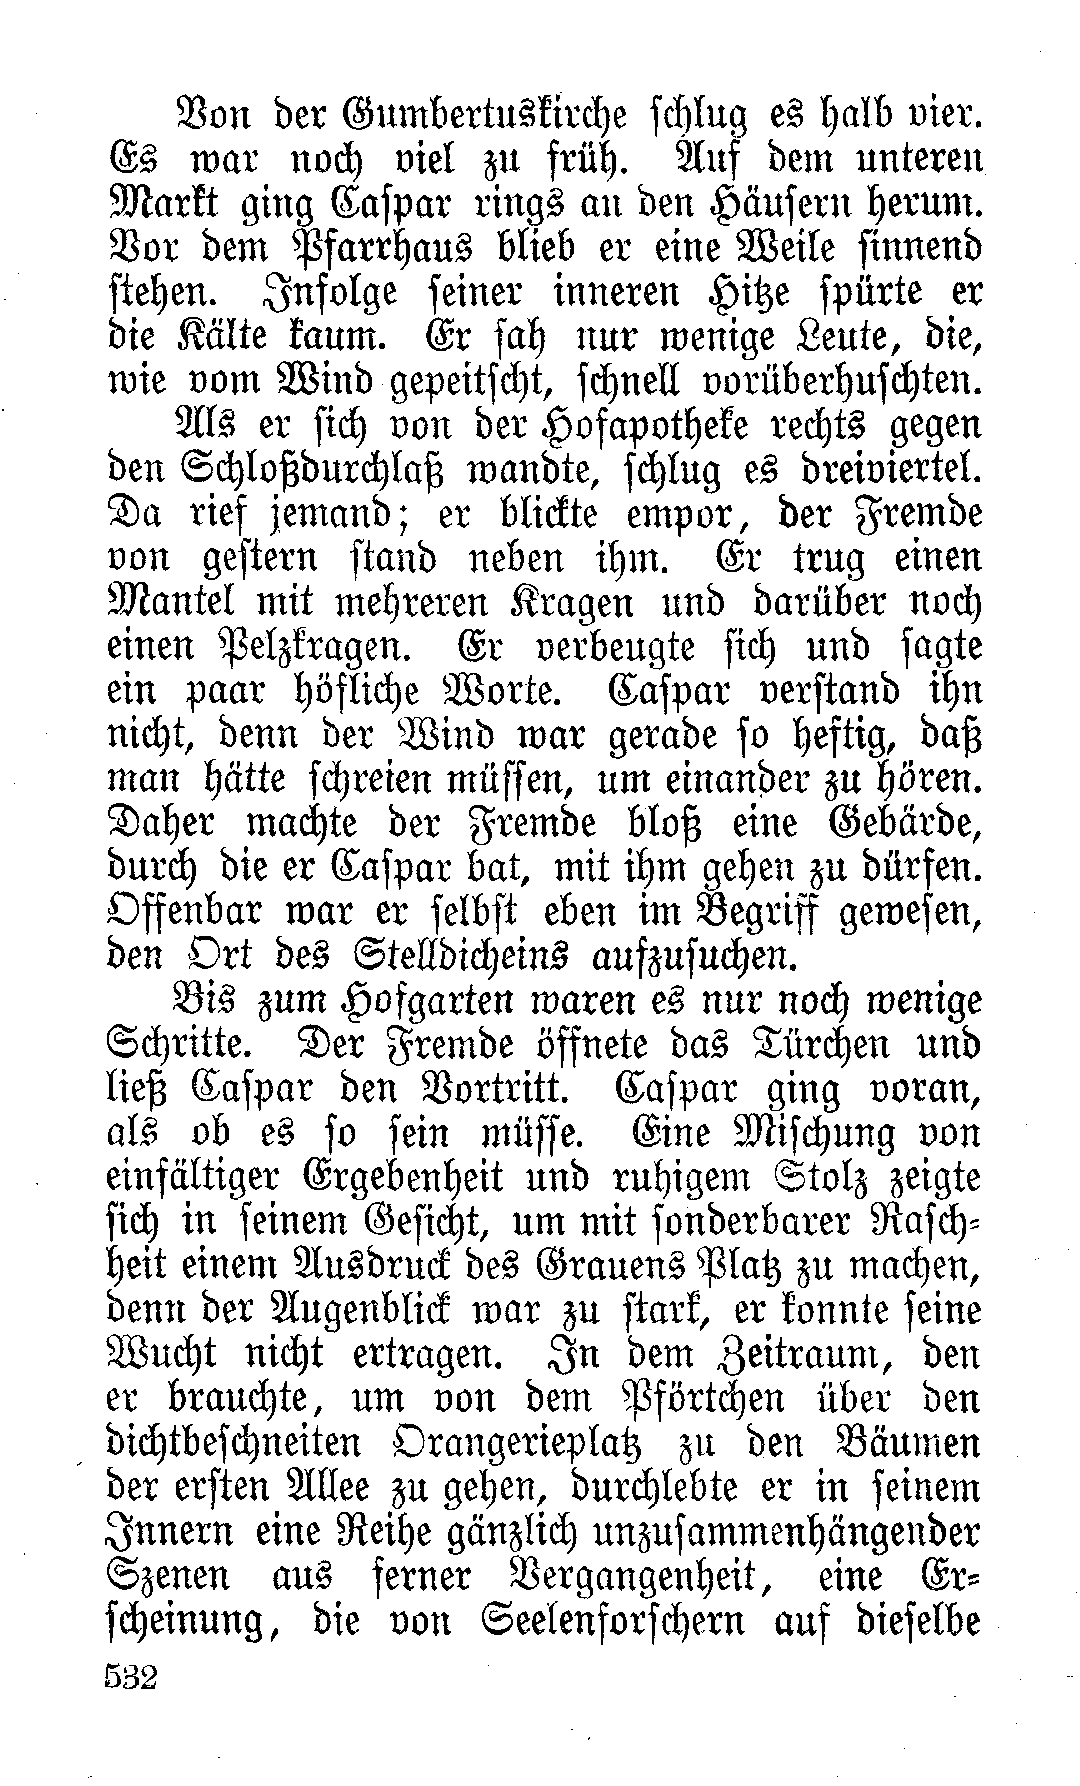 Von der Gumbertuskirche schlug es halb vier.
Es war noch viel zu früh. Auf dem unteren
Markt ging Caspar rings an den Häusern herum.
Vor dem Pfarrhaus blieb er eine Weile sinnend
stehen. Infolge seiner inneren Hitze spürte er
die Kälte kaum. Er sah nur wenige Leute, die,
wie vom Wind gepeitscht, schnell vorüberhuschten.
Als er sich von der Hofapotheke rechts gegen
den Schloßdurchlaß wandte, schlug es dreiviertel.
Da rief jemand; er blickte empor, der Fremde
von gestern stand neben ihm. Er trug einen
Mantel mit mehreren Kragen und darüber noch
einen Pelzkragen. Er verbeugte sich und sagte
ein paar höfliche Worte. Caspar verstand ihn
nicht, denn der Wind war gerade so heftig, daß
man hätte schreien müssen, um einander zu hören.
Daher machte der Fremde bloß eine Gebärde,
durch die er Caspar bat, mit ihm gehen zu dürfen.
Offenbar war er selbst eben im Begriff gewesen,
den Ort des Stelldicheins aufzusuchen.
Bis zum Hofgarten waren es nur noch wenige
Schritte. Der Fremde öffnete das Türchen und
ließ Caspar den Vortritt. Caspar ging voran,
als ob es so sein müsse. Eine Mischung von
einfältiger Ergebenheit und ruhigem Stolz zeigte
sich in seinem Gesicht, um mit sonderbarer Rasch-
heit einem Ausdruck des Grauens Platz zu machen,
denn der Augenblick war zu stark, er konnte seine
Wucht nicht ertragen. In dem Zeitraum, den
er brauchte, um von dem Pförtchen über den
dichtbeschneiten Orangerieplatz zu den Bäumen
der ersten Allee zu gehen, durchlebte er in seinem
Innern eine Reihe gänzlich unzusammenhängender
Szenen aus ferner Vergangenheit, eine Er-
scheinung, die von Seelenforschern auf dieselbe
532